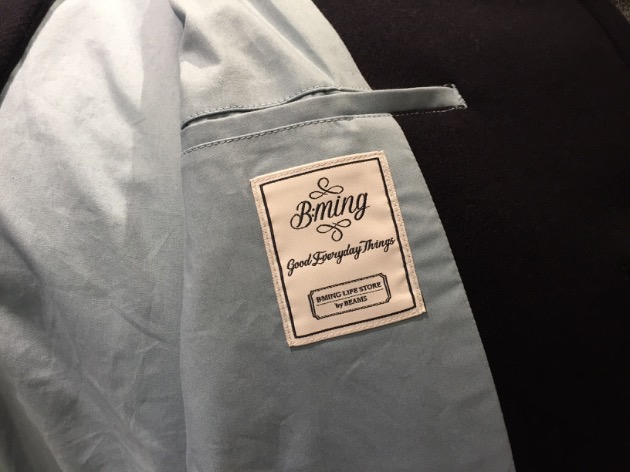 B:ming
Good Everyday Things
B:MING LIFE STORE
by BEAMS